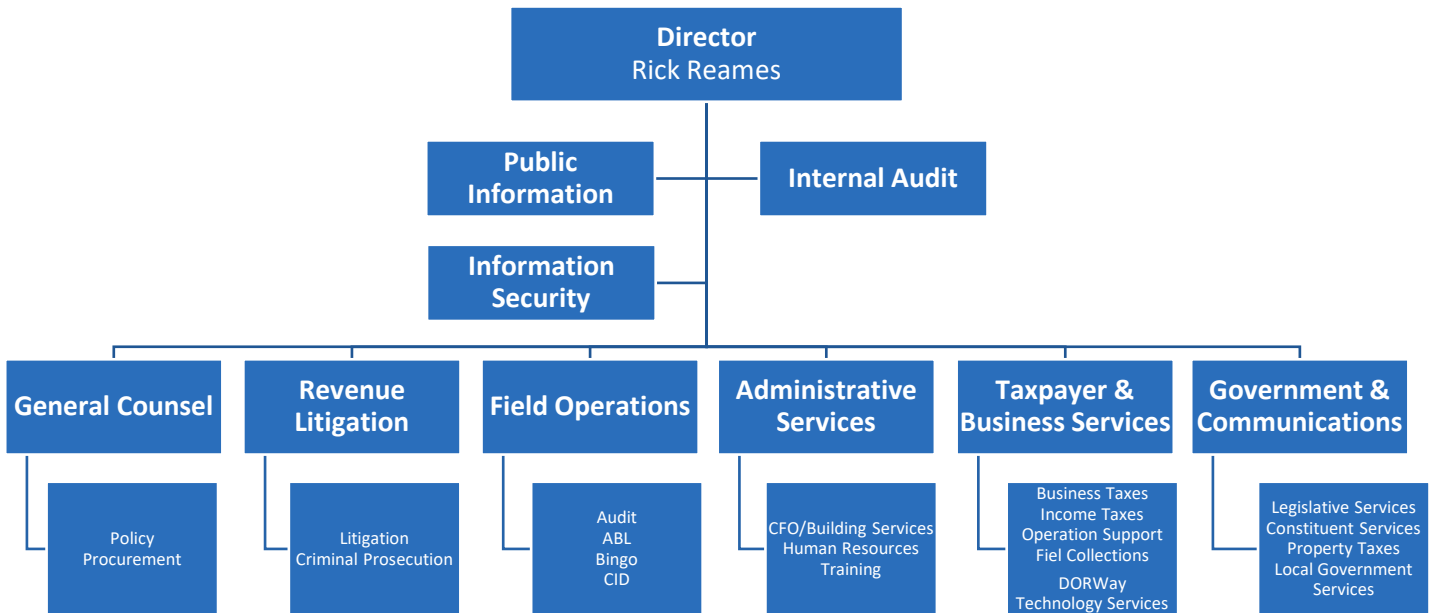 Director
Rick Reames
Public
Information
Internal Audit
Information
Security
General Counsel
Revenue
Litigation
Field Operations
Administrative
Services
Taxpayer &
Business Services
Government &
Communications
Policy
Procurement
Litigation
Criminal Prosecution
Audit
ABL
Bingo
CID
CFO/Building Services
Human Resources
Training
Business Taxes
Income Taxes
Operation Support
Fiel Collections
DORWay
Technology Services
Legislative Services
Constituent Services
Property Taxes
Local Government
Services